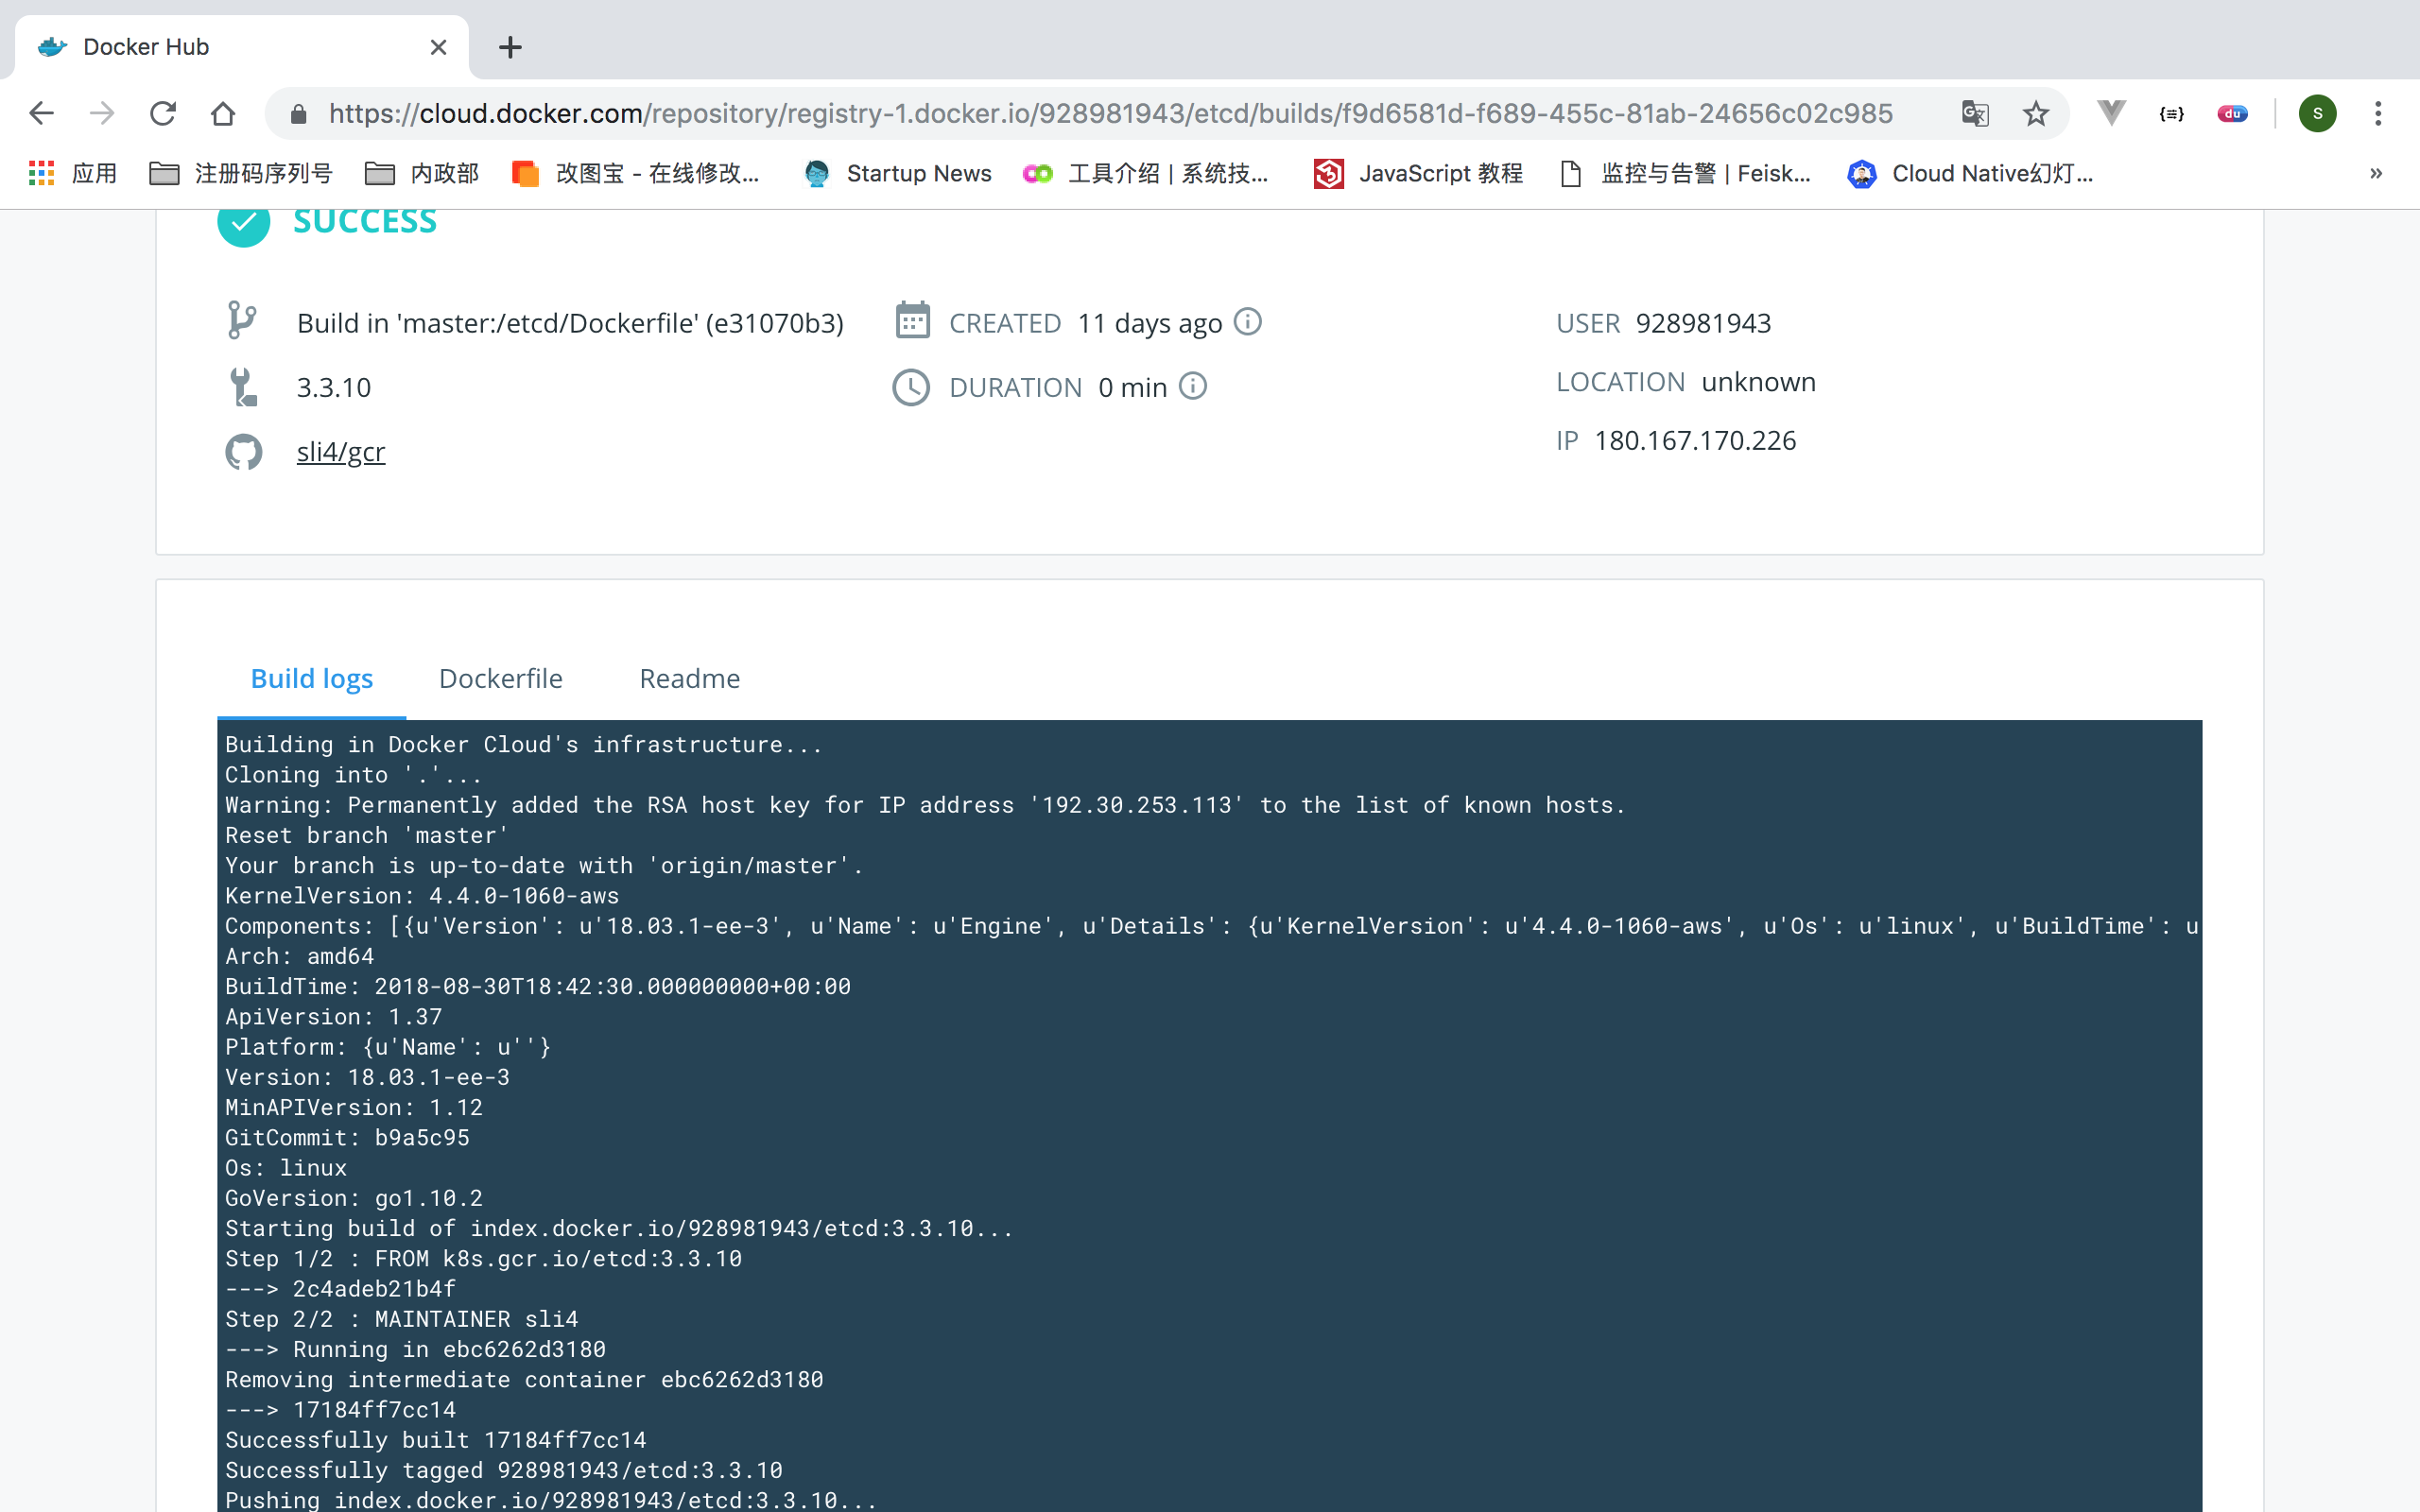 Docker Hub
https://cloud.docker.com/repository/registry-1.docker.io/928981943/etcd/builds/f9d6581d-f689-455c-81ab-24656c02c985
du
S
应用 注册码序列号 内政部 改图宝 - 在线修改... Startup News 工具介绍 | 系统技... JavaScript 教程 监控与告警 | Feisk... Cloud Native幻灯... »
SUCCESS
Build in 'master:/etcd/Dockerfile' (e31070b3)
3.3.10
sli4/gcr
CREATED 11 days ago
DURATION 0 min
USER 928981943
LOCATION unknown
IP 180.167.170.226
Build logs Dockerfile Readme
Building in Docker Cloud's infrastructure...
Cloning into '.'...
Warning: Permanently added the RSA host key for IP address '192.30.253.113' to the list of known hosts.
Reset branch 'master'
Your branch is up-to-date with 'origin/master'.
KernelVersion: 4.4.0-1060-aws
Components: [{u'Version': u'18.03.1-ee-3', u'Name': u'Engine', u'Details': {u'KernelVersion': u'4.4.0-1060-aws', u'Os': u'linux', u'BuildTime': u
Arch: amd64
BuildTime: 2018-08-30T18:42:30.000000000+00:00
ApiVersion: 1.37
Platform: {u'Name': u''}
Version: 18.03.1-ee-3
MinAPIVersion: 1.12
GitCommit: b9a5c95
Os: linux
GoVersion: go1.10.2
Starting build of index.docker.io/928981943/etcd:3.3.10...
Step 1/2 : FROM k8s.gcr.io/etcd:3.3.10
---> 2c4adeb21b4f
Step 2/2 : MAINTAINER sli4
---> Running in ebc6262d3180
Removing intermediate container ebc6262d3180
---> 17184ff7cc14
Successfully built 17184ff7cc14
Successfully tagged 928981943/etcd:3.3.10
Pushing index.docker.io/928981943/etcd:3.3.10...